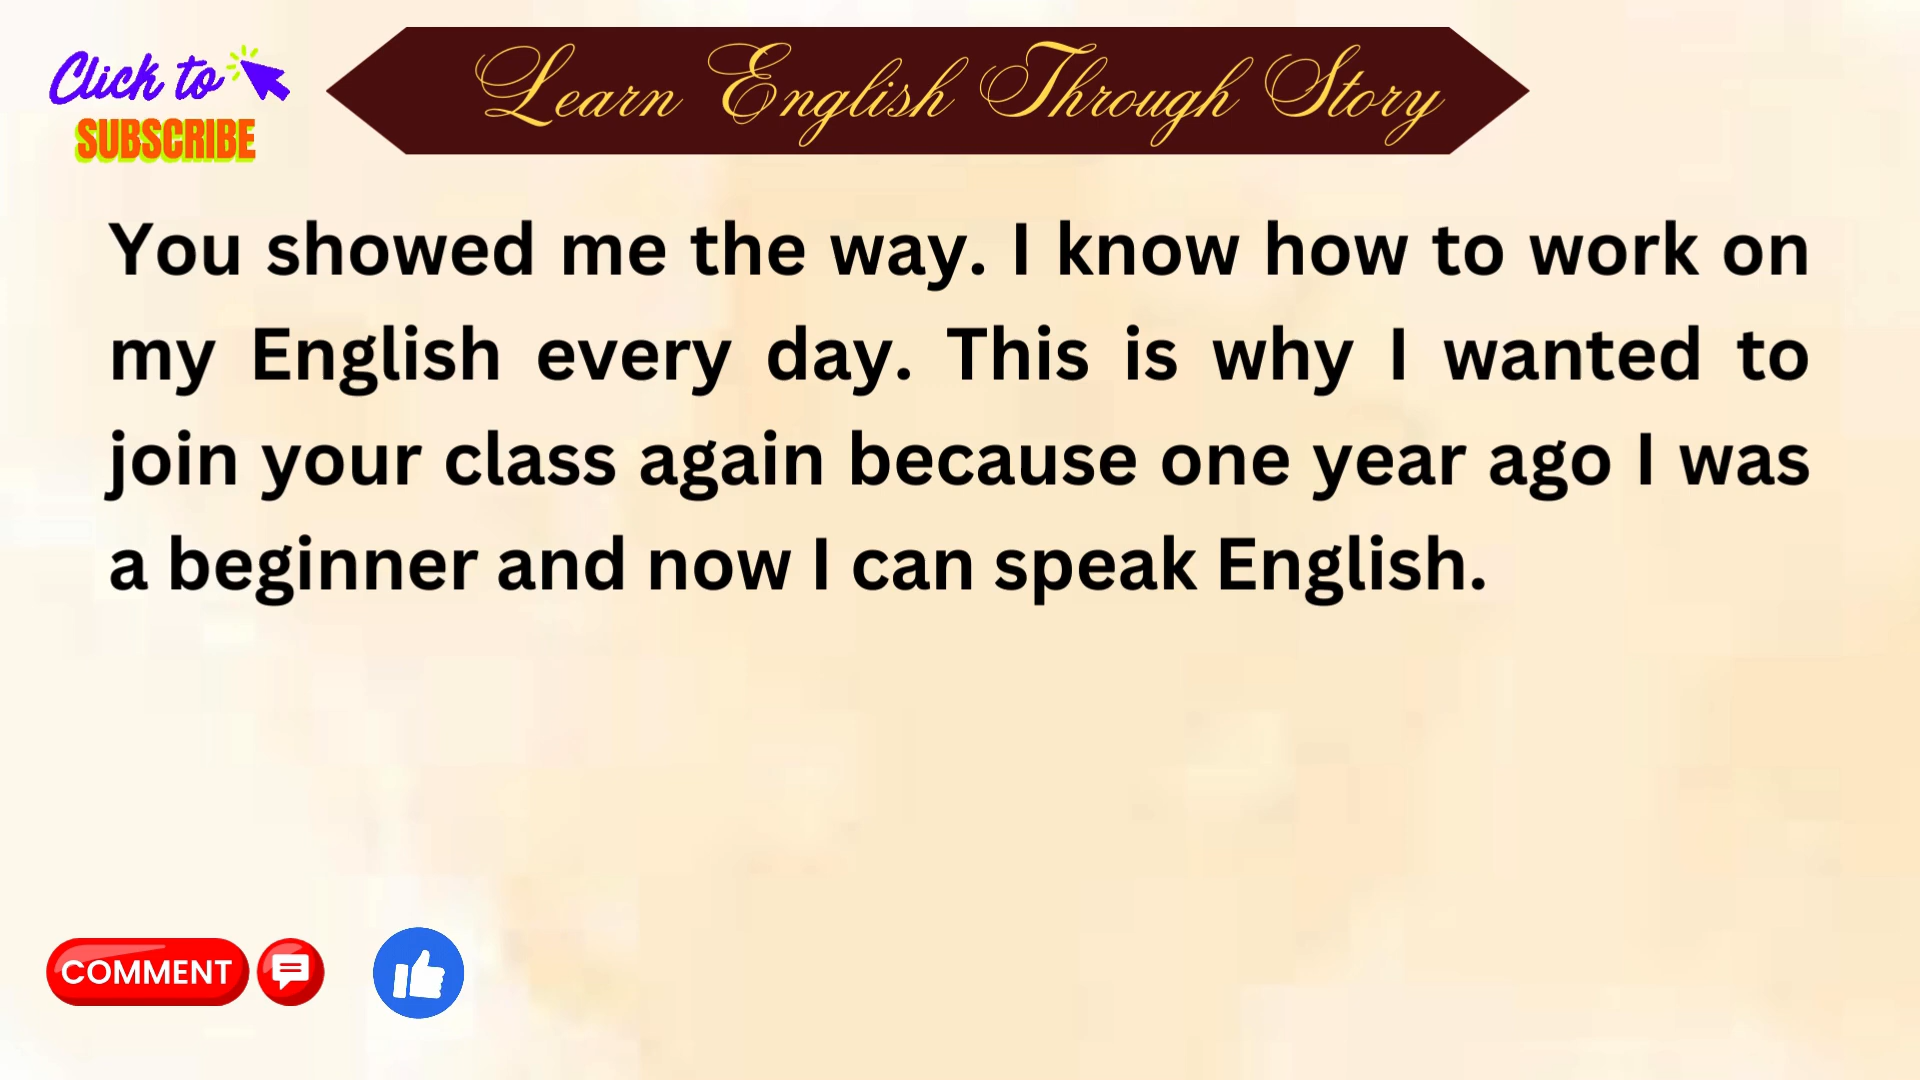 Click to
SUBSCRIBE
Learn English Through Story
You showed me the way. I know how to work on
my English every day. This is why I wanted to
join your class again because one year ago I was
a beginner and now I can speak English.
COMMENT